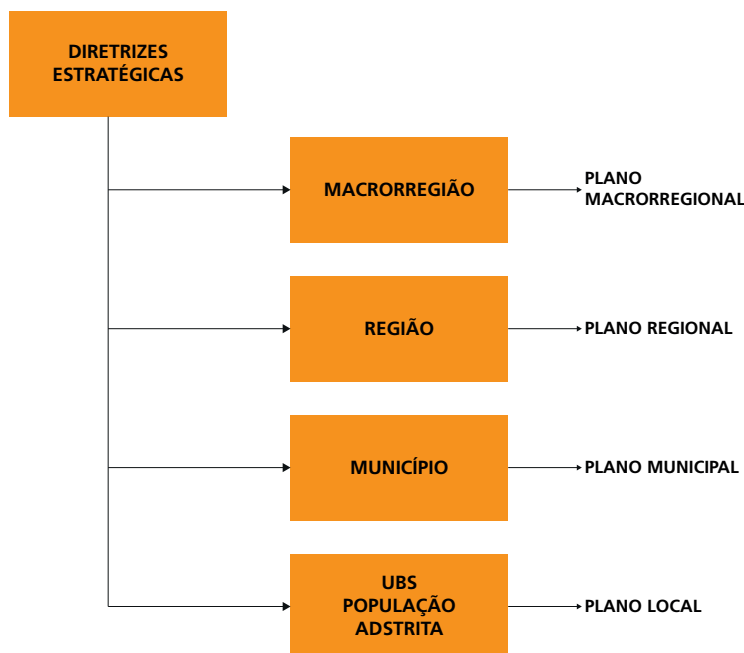 DIRETRIZES
ESTRATÉGICAS
MACRORREGIÃO
PLANO
MACRORREGIONAL
REGIÃO
PLANO REGIONAL
MUNICÍPIO
PLANO MUNICIPAL
UBS
POPULAÇÃO
ADSTRITA
PLANO LOCAL